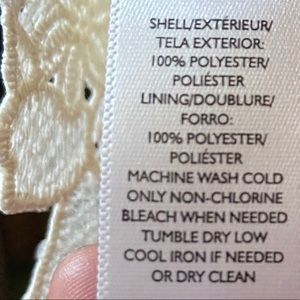 SHELL/EXTÉRIEUR/
TELA EXTERIOR:
100% POLYESTER/
POLIÉSTER
LINING/DOUBLURE/
FORRO:
100% POLYESTER/
POLIÉSTER
MACHINE WASH COLD
ONLY NON-CHLORINE
BLEACH WHEN NEEDED
TUMBLE DRY LOW
COOL IRON IF NEEDED
OR DRY CLEAN